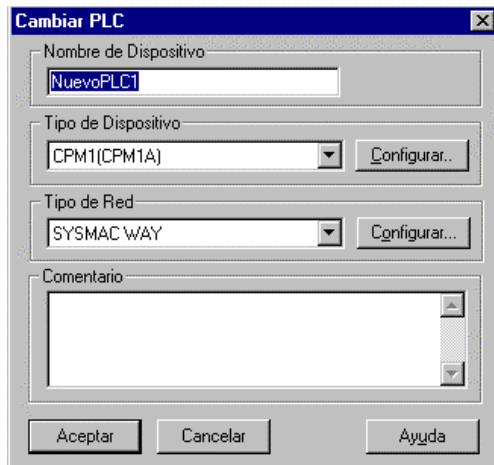 Cambiar PLC
Nombre de Dispositivo
NuevoPLC1
Tipo de Dispositivo
CPM1(CPM1A)
Configurar..
Tipo de Red
SYSMAC WAY
Configurar...
Comentario
Aceptar Cancelar Ayuda